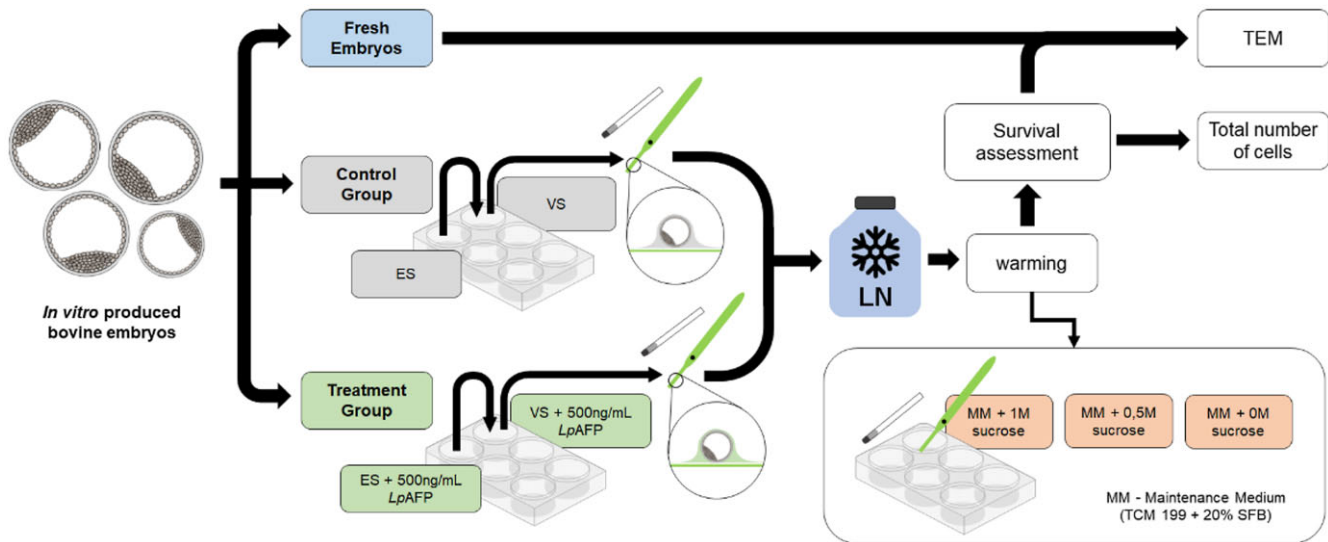 Fresh
Embryos
TEM
Survival
assessment
Total number
of cells
Control
Group
VS
ES
In vitro produced
bovine embryos
LN
warming
Treatment
Group
VS + 500ng/mL
LpAFP
ES + 500ng/mL
LpAFP
MM + 1M
sucrose
MM + 0,5M
sucrose
MM + 0M
sucrose
MM - Maintenance Medium
(TCM 199 + 20% SFB)